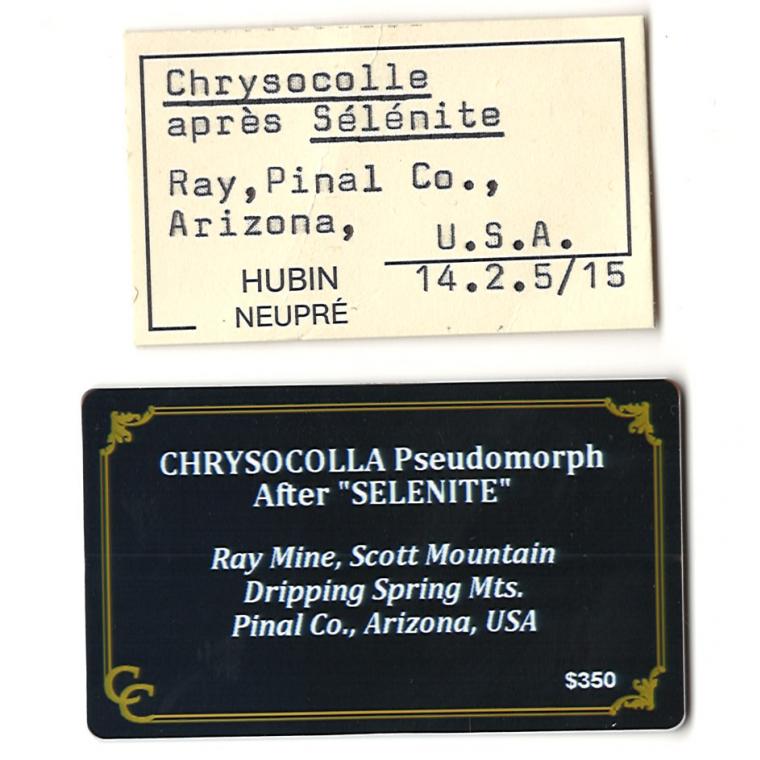 Chrysocolle
après Sélénite
Ray, Pinal Co.,
Arizona,
U.S.A.
HUBIN
14.2.5/15
NEUPRÉ
CHRYSOCOLLA Pseudomorph
After "SELENITE"
Ray Mine, Scott Mountain
Dripping Spring Mts.
Pinal Co., Arizona, USA
$350
CC